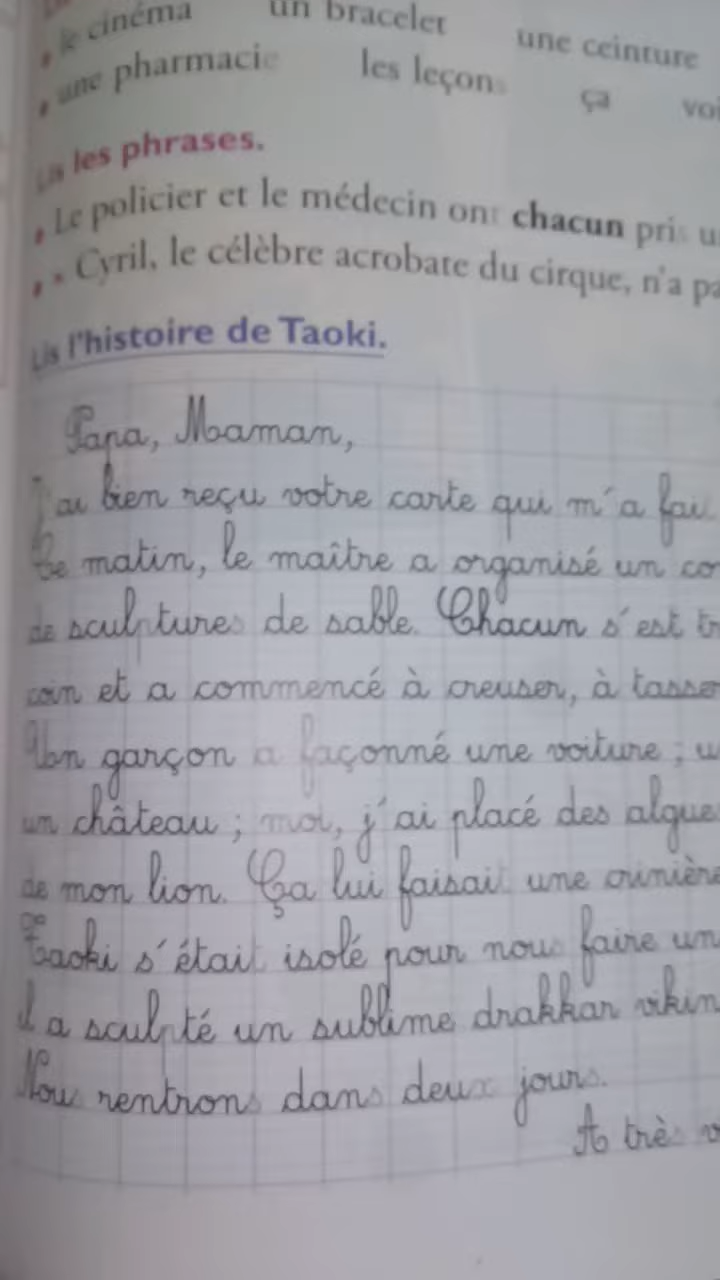 le cinéma un bracelet une ceinture
une pharmacie les leçons ça
Lis les phrases.
Le policier et le médecin ont chacun pris
Cyril, le célèbre acrobate du cirque, n'a
Lis l'histoire de Taoki.
Papa, Maman,
J'ai bien reçu votre carte qui m'a
Ce matin, le maître a organisé un
de sculptures de sable. Chacun s'est
coin et a commencé à creuser, à tasser
Un garçon a façonné une voiture ;
un château ; moi, j'ai placé des
de mon lion. Ça lui faisait une crinière
Taoki s'était isolé pour nous faire
Il a sculpté un sublime drakkar
Nous rentrons dans deux jours.
A très